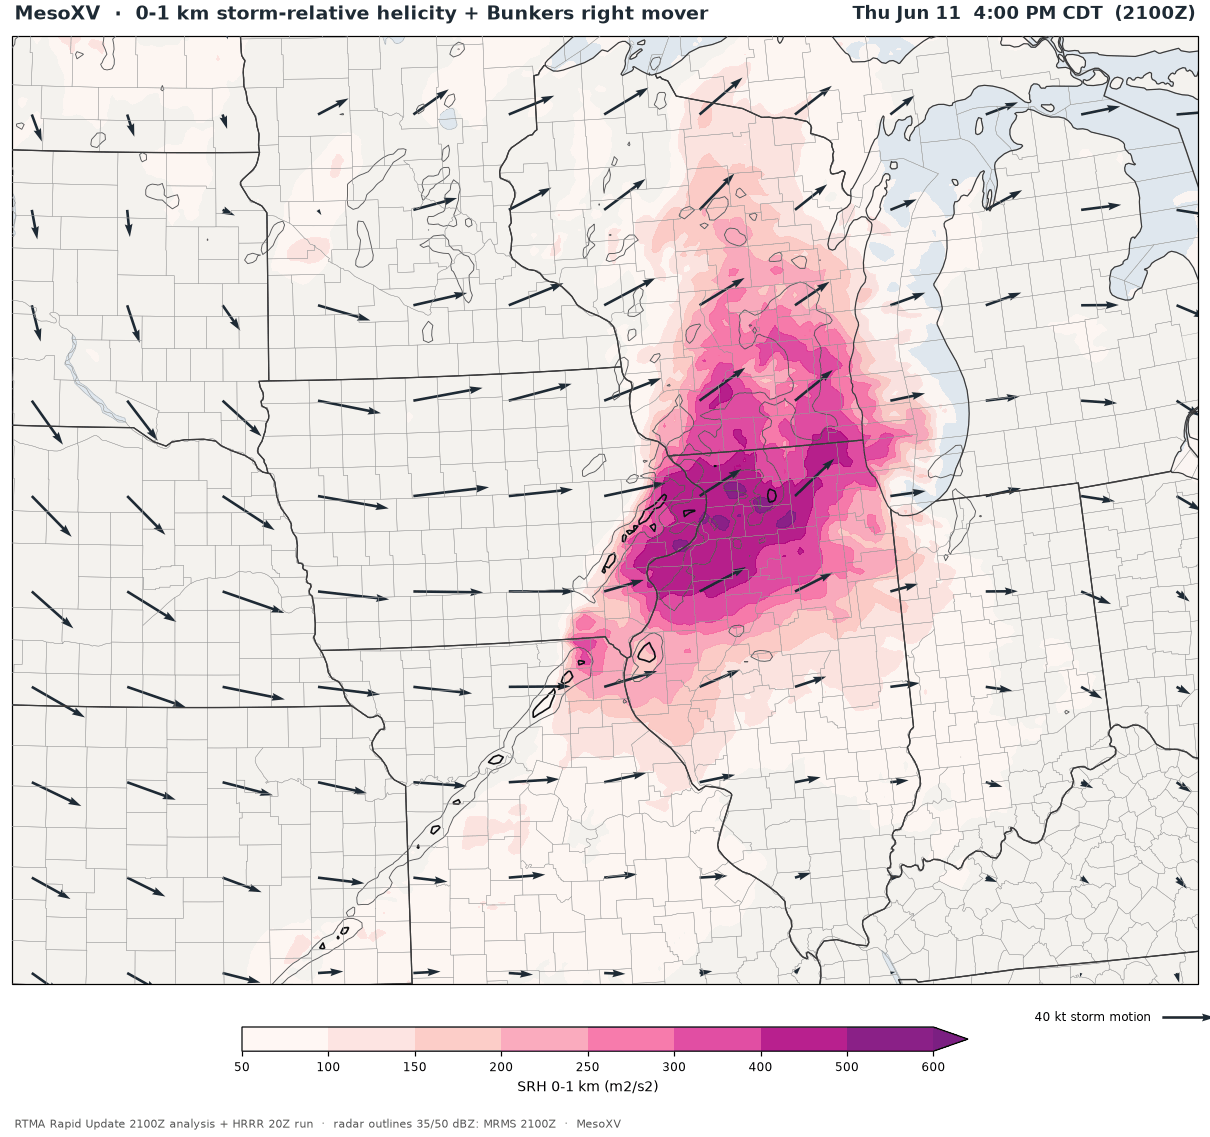 MesoXV · 0-1 km storm-relative helicity + Bunkers right mover
Thu Jun 11 4:00 PM CDT (2100Z)
40 kt storm motion
50 100 150 200 250 300 400 500 600
SRH 0-1 km (m2/s2)
RTMA Rapid Update 2100Z analysis + HRRR 20Z run · radar outlines 35/50 dBZ: MRMS 2100Z · MesoXV